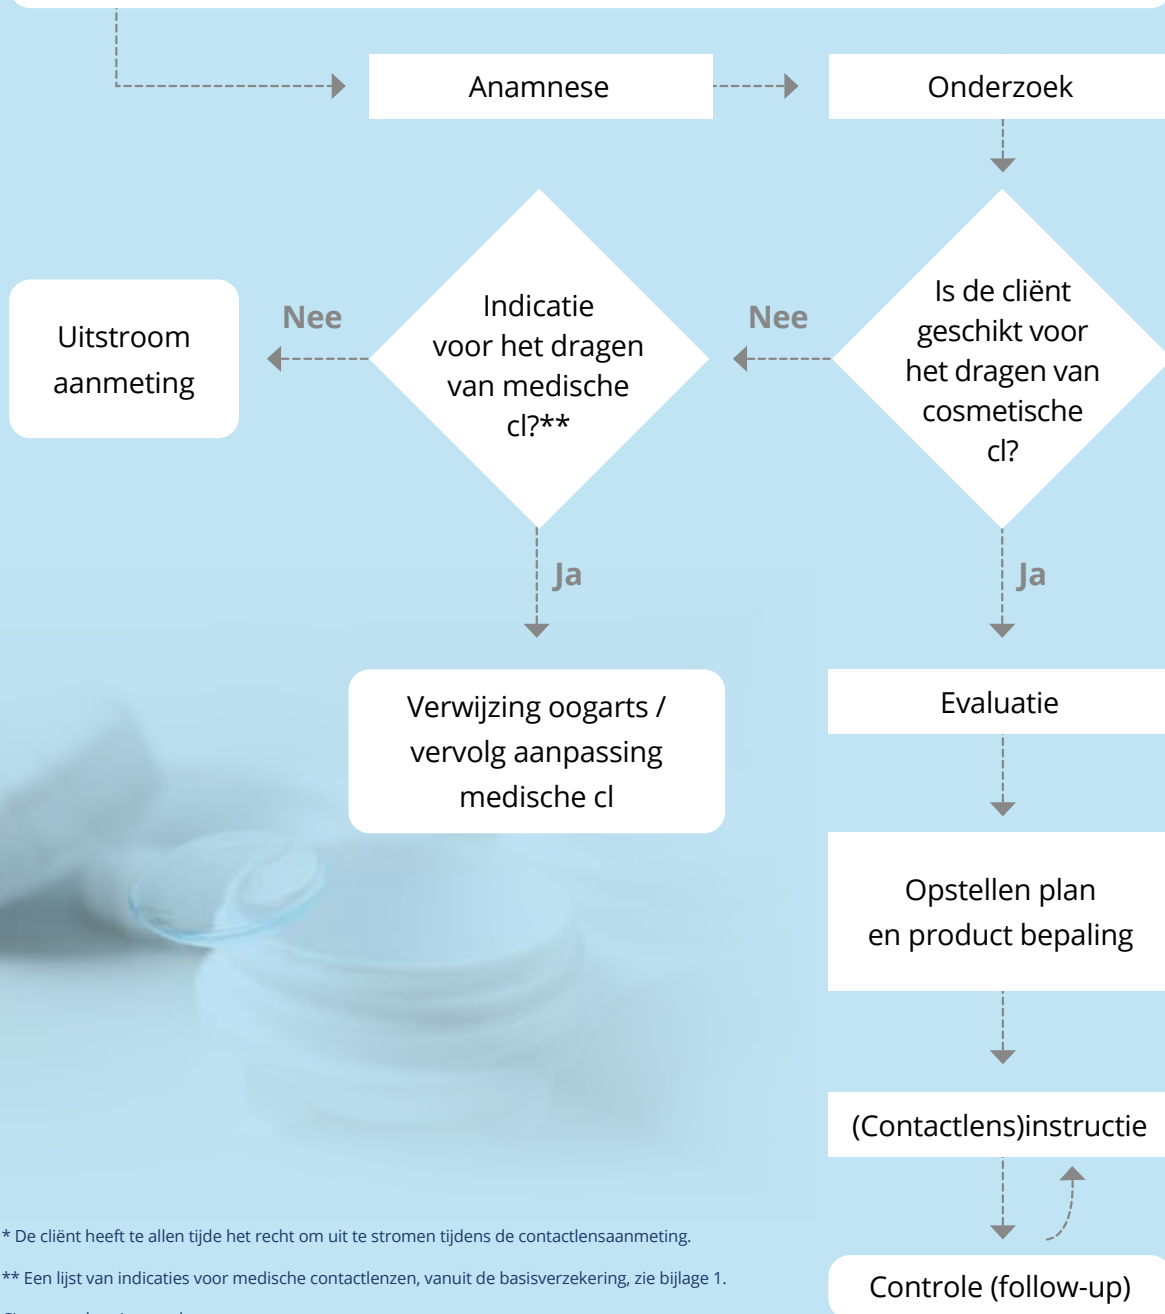 Anamnese
Onderzoek
Is de cliënt
geschikt voor
het dragen van
cosmetische
cl?
Nee
Indicatie
voor het dragen
van medische
cl?**
Nee
Uitstroom
aanmeting
Ja
Ja
Verwijzing oogarts /
vervolg aanpassing
medische cl
Evaluatie
Opstellen plan
en product bepaling
(Contactlens)instructie
Controle (follow-up)
* De cliënt heeft te allen tijde het recht om uit te stromen tijdens de contactlensaanmeting.
** Een lijst van indicaties voor medische contactlenzen, vanuit de basisverzekering, zie bijlage 1.